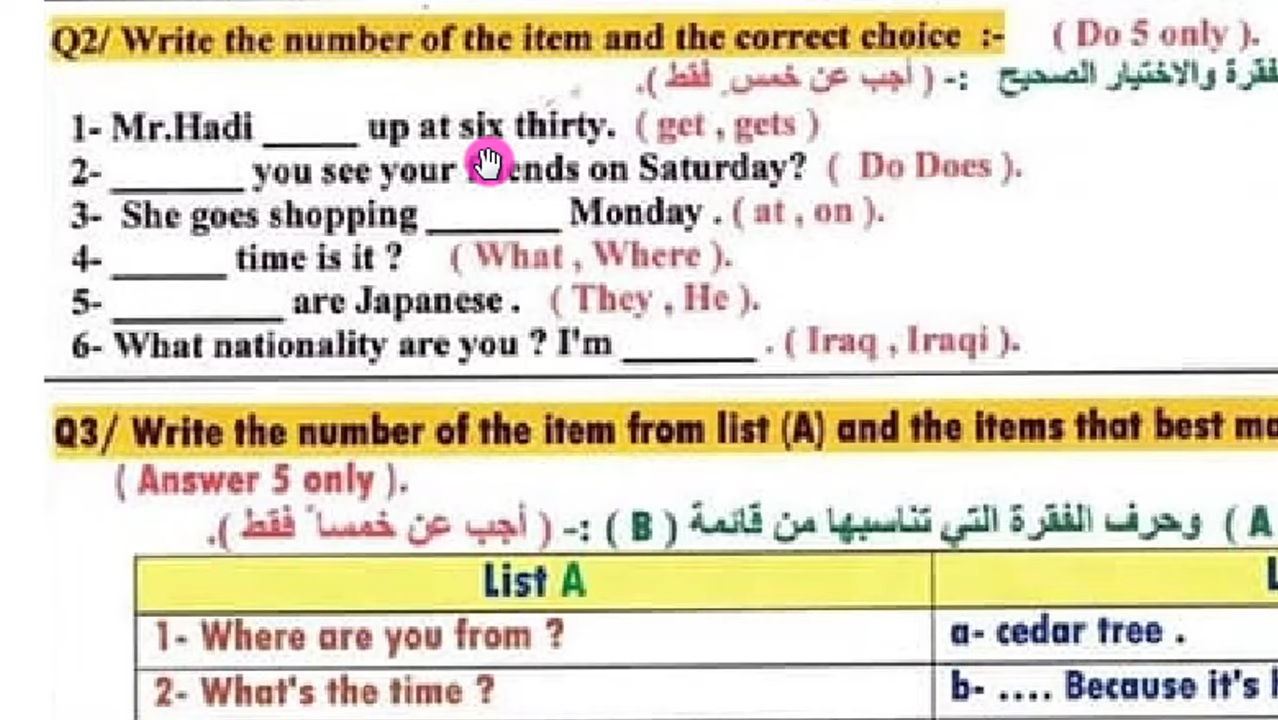 Q2/ Write the number of the item and the correct choice :- ( Do 5 only ).
فقرة والاختيار الصحيح :- ( أجب عن خمس فقط ).
1- Mr.Hadi _____ up at six thirty. ( get , gets )
2- _______ you see your ends on Saturday? ( Do Does ).
3- She goes shopping _______ Monday . ( at , on ).
4- ______ time is it ? ( What , Where ).
5- _________ are Japanese . ( They , He ).
6- What nationality are you ? I'm _______ . ( Iraq , Iraqi ).
Q3/ Write the number of the item from list (A) and the items that best
( Answer 5 only ).
A ) وحرف الفقرة التي تناسبها من قائمة ( B ) :- ( أجب عن خمساً فقط ).
List A
1- Where are you from ? a- cedar tree .
2- What's the time ? b- .... Because it's